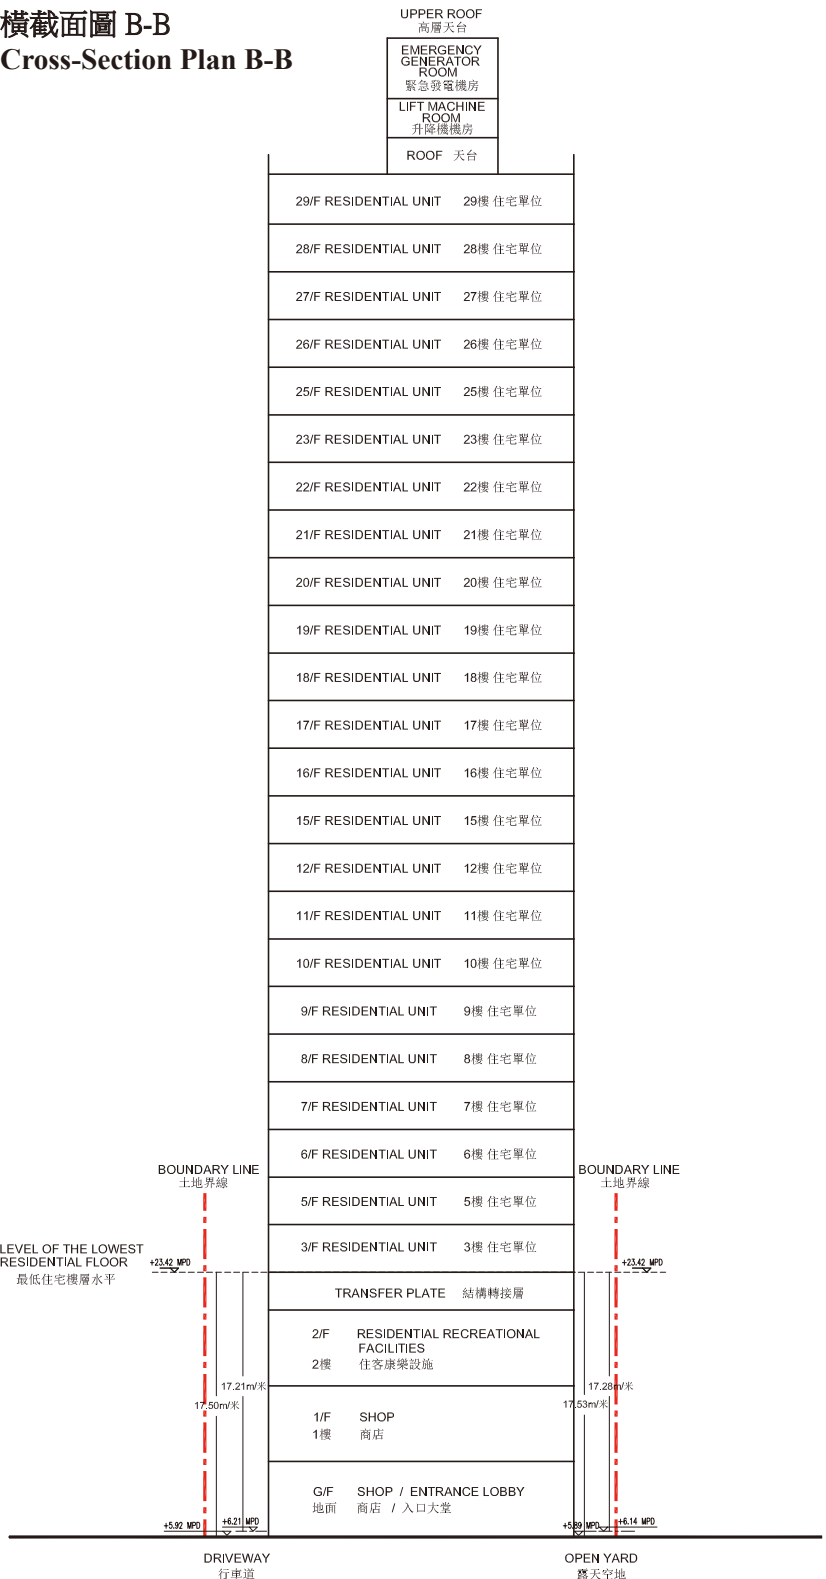 橫截面圖 B-B
Cross-Section Plan B-B
UPPER ROOF
高層天台
EMERGENCY
GENERATOR
ROOM
緊急發電機房
LIFT MACHINE
ROOM
升降機機房
ROOF 天台
29/F RESIDENTIAL UNIT 29樓 住宅單位
28/F RESIDENTIAL UNIT 28樓 住宅單位
27/F RESIDENTIAL UNIT 27樓 住宅單位
26/F RESIDENTIAL UNIT 26樓 住宅單位
25/F RESIDENTIAL UNIT 25樓 住宅單位
23/F RESIDENTIAL UNIT 23樓 住宅單位
22/F RESIDENTIAL UNIT 22樓 住宅單位
21/F RESIDENTIAL UNIT 21樓 住宅單位
20/F RESIDENTIAL UNIT 20樓 住宅單位
19/F RESIDENTIAL UNIT 19樓 住宅單位
18/F RESIDENTIAL UNIT 18樓 住宅單位
17/F RESIDENTIAL UNIT 17樓 住宅單位
16/F RESIDENTIAL UNIT 16樓 住宅單位
15/F RESIDENTIAL UNIT 15樓 住宅單位
12/F RESIDENTIAL UNIT 12樓 住宅單位
11/F RESIDENTIAL UNIT 11樓 住宅單位
10/F RESIDENTIAL UNIT 10樓 住宅單位
9/F RESIDENTIAL UNIT 9樓 住宅單位
8/F RESIDENTIAL UNIT 8樓 住宅單位
7/F RESIDENTIAL UNIT 7樓 住宅單位
6/F RESIDENTIAL UNIT 6樓 住宅單位
BOUNDARY LINE
土地界線
BOUNDARY LINE
土地界線
5/F RESIDENTIAL UNIT 5樓 住宅單位
3/F RESIDENTIAL UNIT 3樓 住宅單位
LEVEL OF THE LOWEST
RESIDENTIAL FLOOR
最低住宅樓層水平
+23.42 MPD
+23.42 MPD
TRANSFER PLATE 結構轉接層
2/F RESIDENTIAL RECREATIONAL
FACILITIES
2樓 住客康樂設施
17.21m/米
17.50m/米
17.28m/米
17.53m/米
1/F SHOP
1樓 商店
G/F SHOP / ENTRANCE LOBBY
地面 商店 / 入口大堂
+5.92 MPD
+6.21 MPD
+5.89 MPD
+6.14 MPD
DRIVEWAY
行車道
OPEN YARD
露天空地